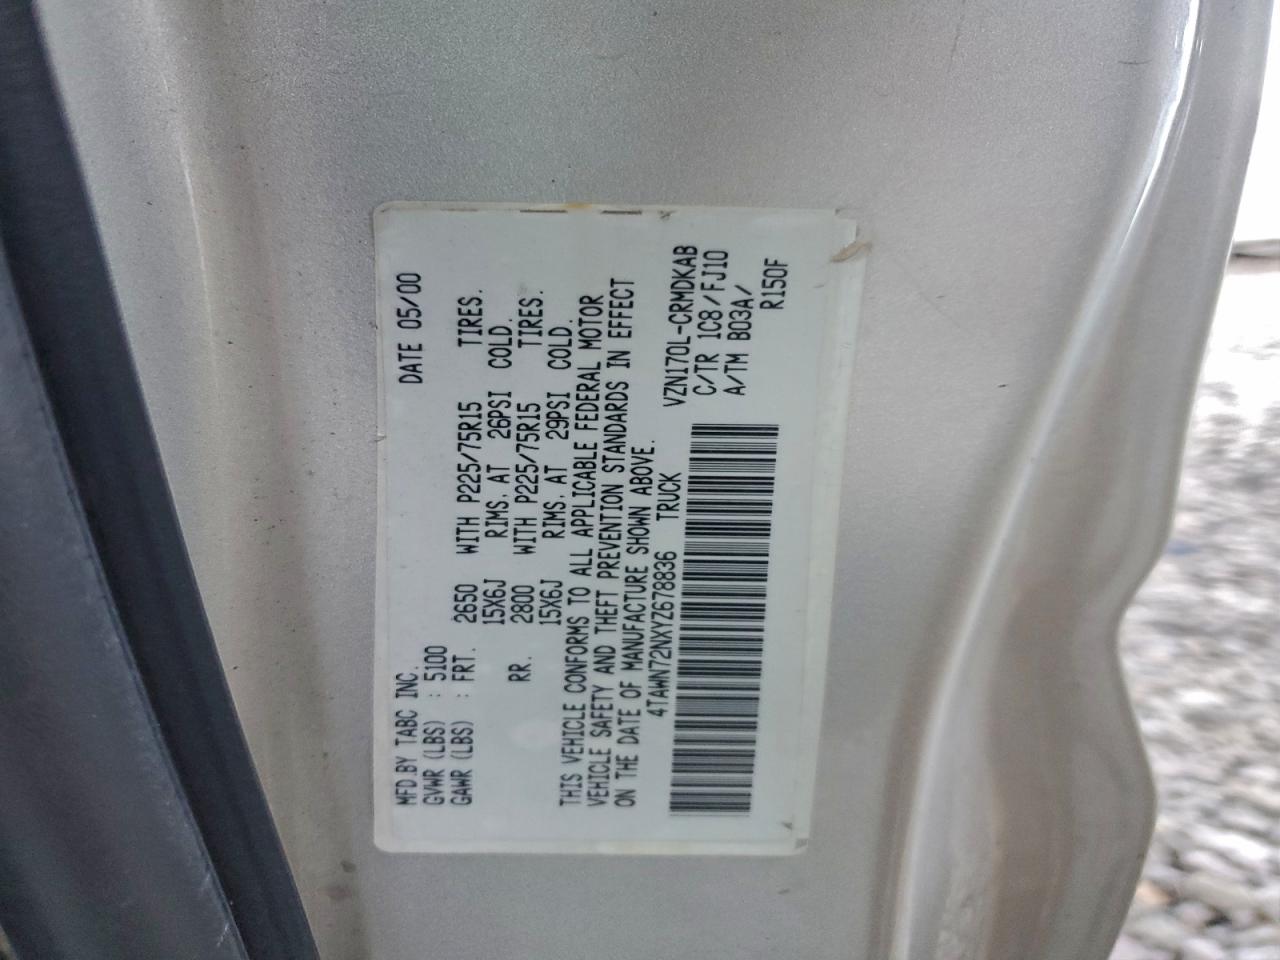 MFD.BY TABC INC. DATE 05/00
GVWR (LBS) : 5100
GAWR (LBS) : FRT. 2650 WITH P225/75R15 TIRES.
15X6J RIMS, AT 26PSI COLD.
RR. 2800 WITH P225/75R15 TIRES.
15X6J RIMS, AT 29PSI COLD.
THIS VEHICLE CONFORMS TO ALL APPLICABLE FEDERAL MOTOR
VEHICLE SAFETY AND THEFT PREVENTION STANDARDS IN EFFECT
ON THE DATE OF MANUFACTURE SHOWN ABOVE.
4TAWN72NXYZ678836 TRUCK
VZN170L-CRMDKAB
C/TR 1C8/FJ10
A/TM B03A/
R150F